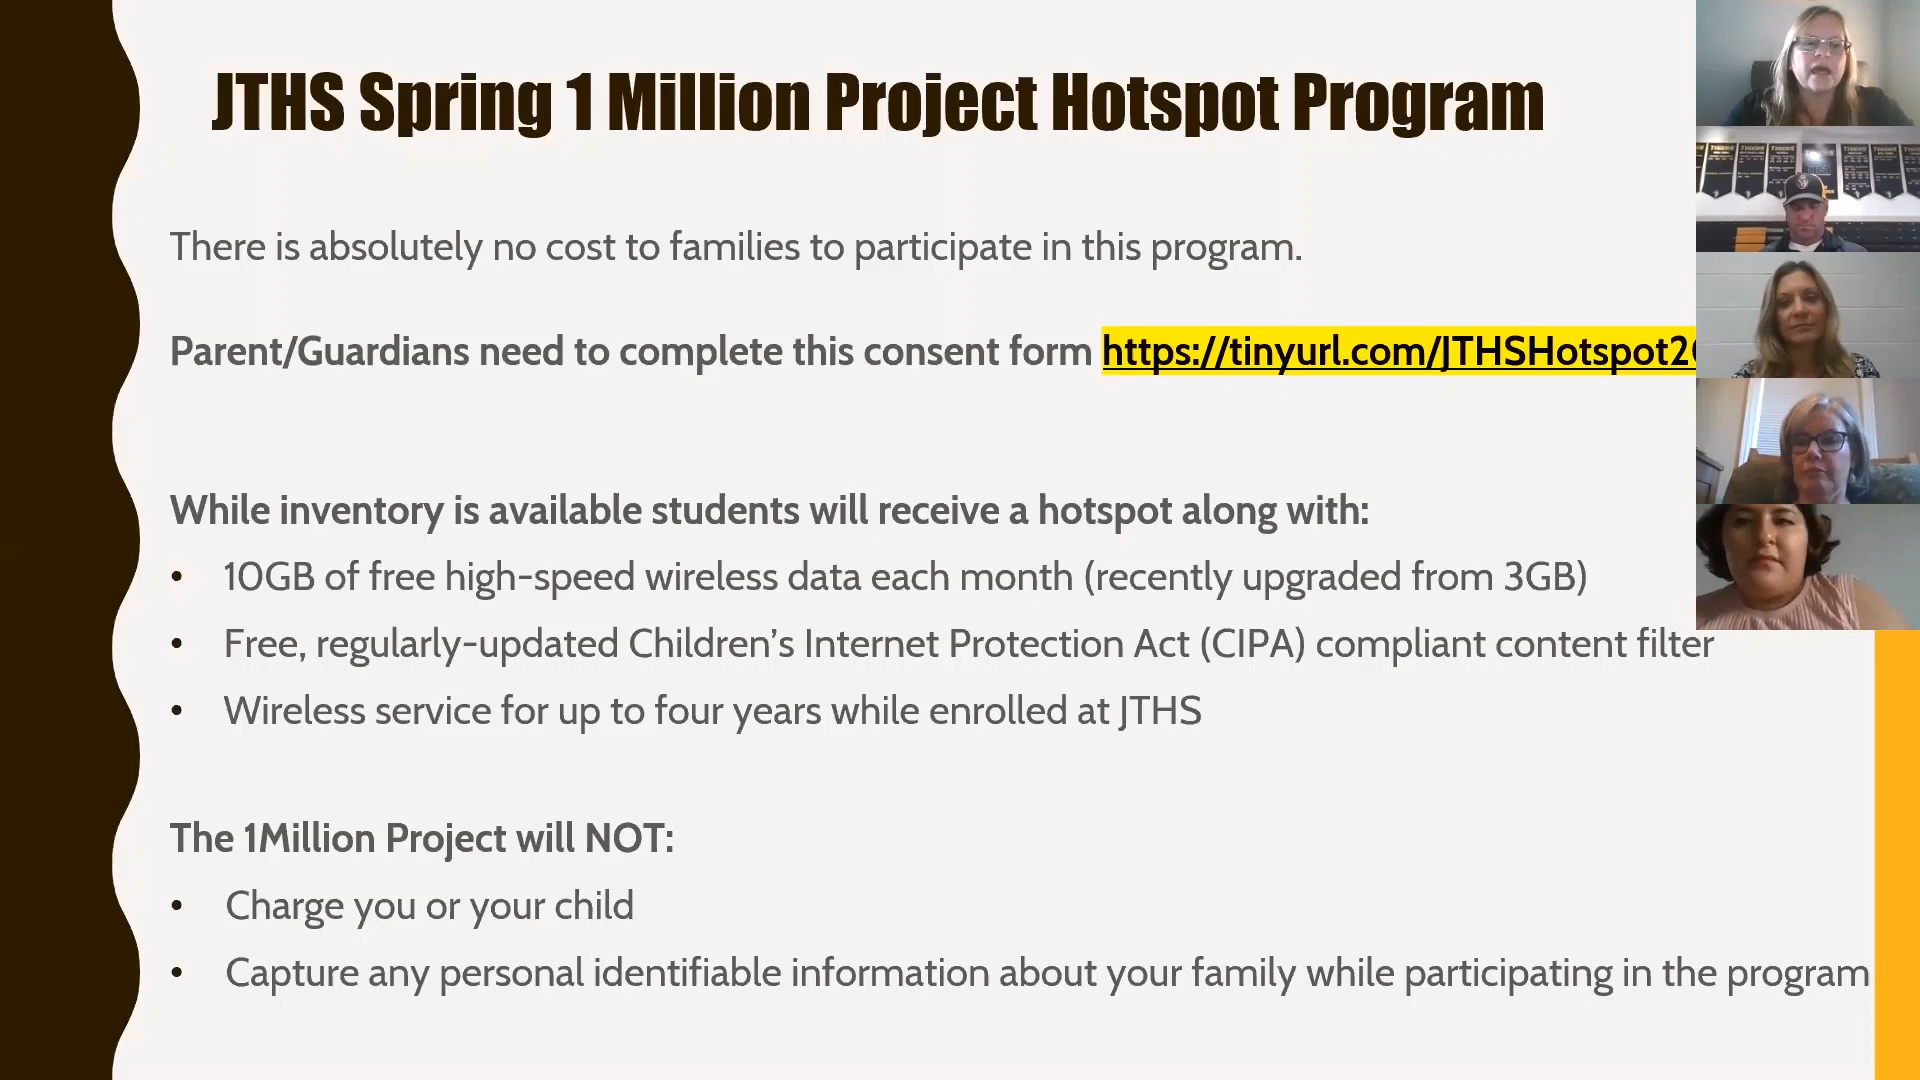 JTHS Spring 1 Million Project Hotspot Program
There is absolutely no cost to families to participate in this program.
Parent/Guardians need to complete this consent form https://tinyurl.com/JTHSHotspot2
While inventory is available students will receive a hotspot along with:
• 10GB of free high-speed wireless data each month (recently upgraded from 3GB)
• Free, regularly-updated Children’s Internet Protection Act (CIPA) compliant content filter
• Wireless service for up to four years while enrolled at JTHS
The 1Million Project will NOT:
• Charge you or your child
• Capture any personal identifiable information about your family while participating in the program